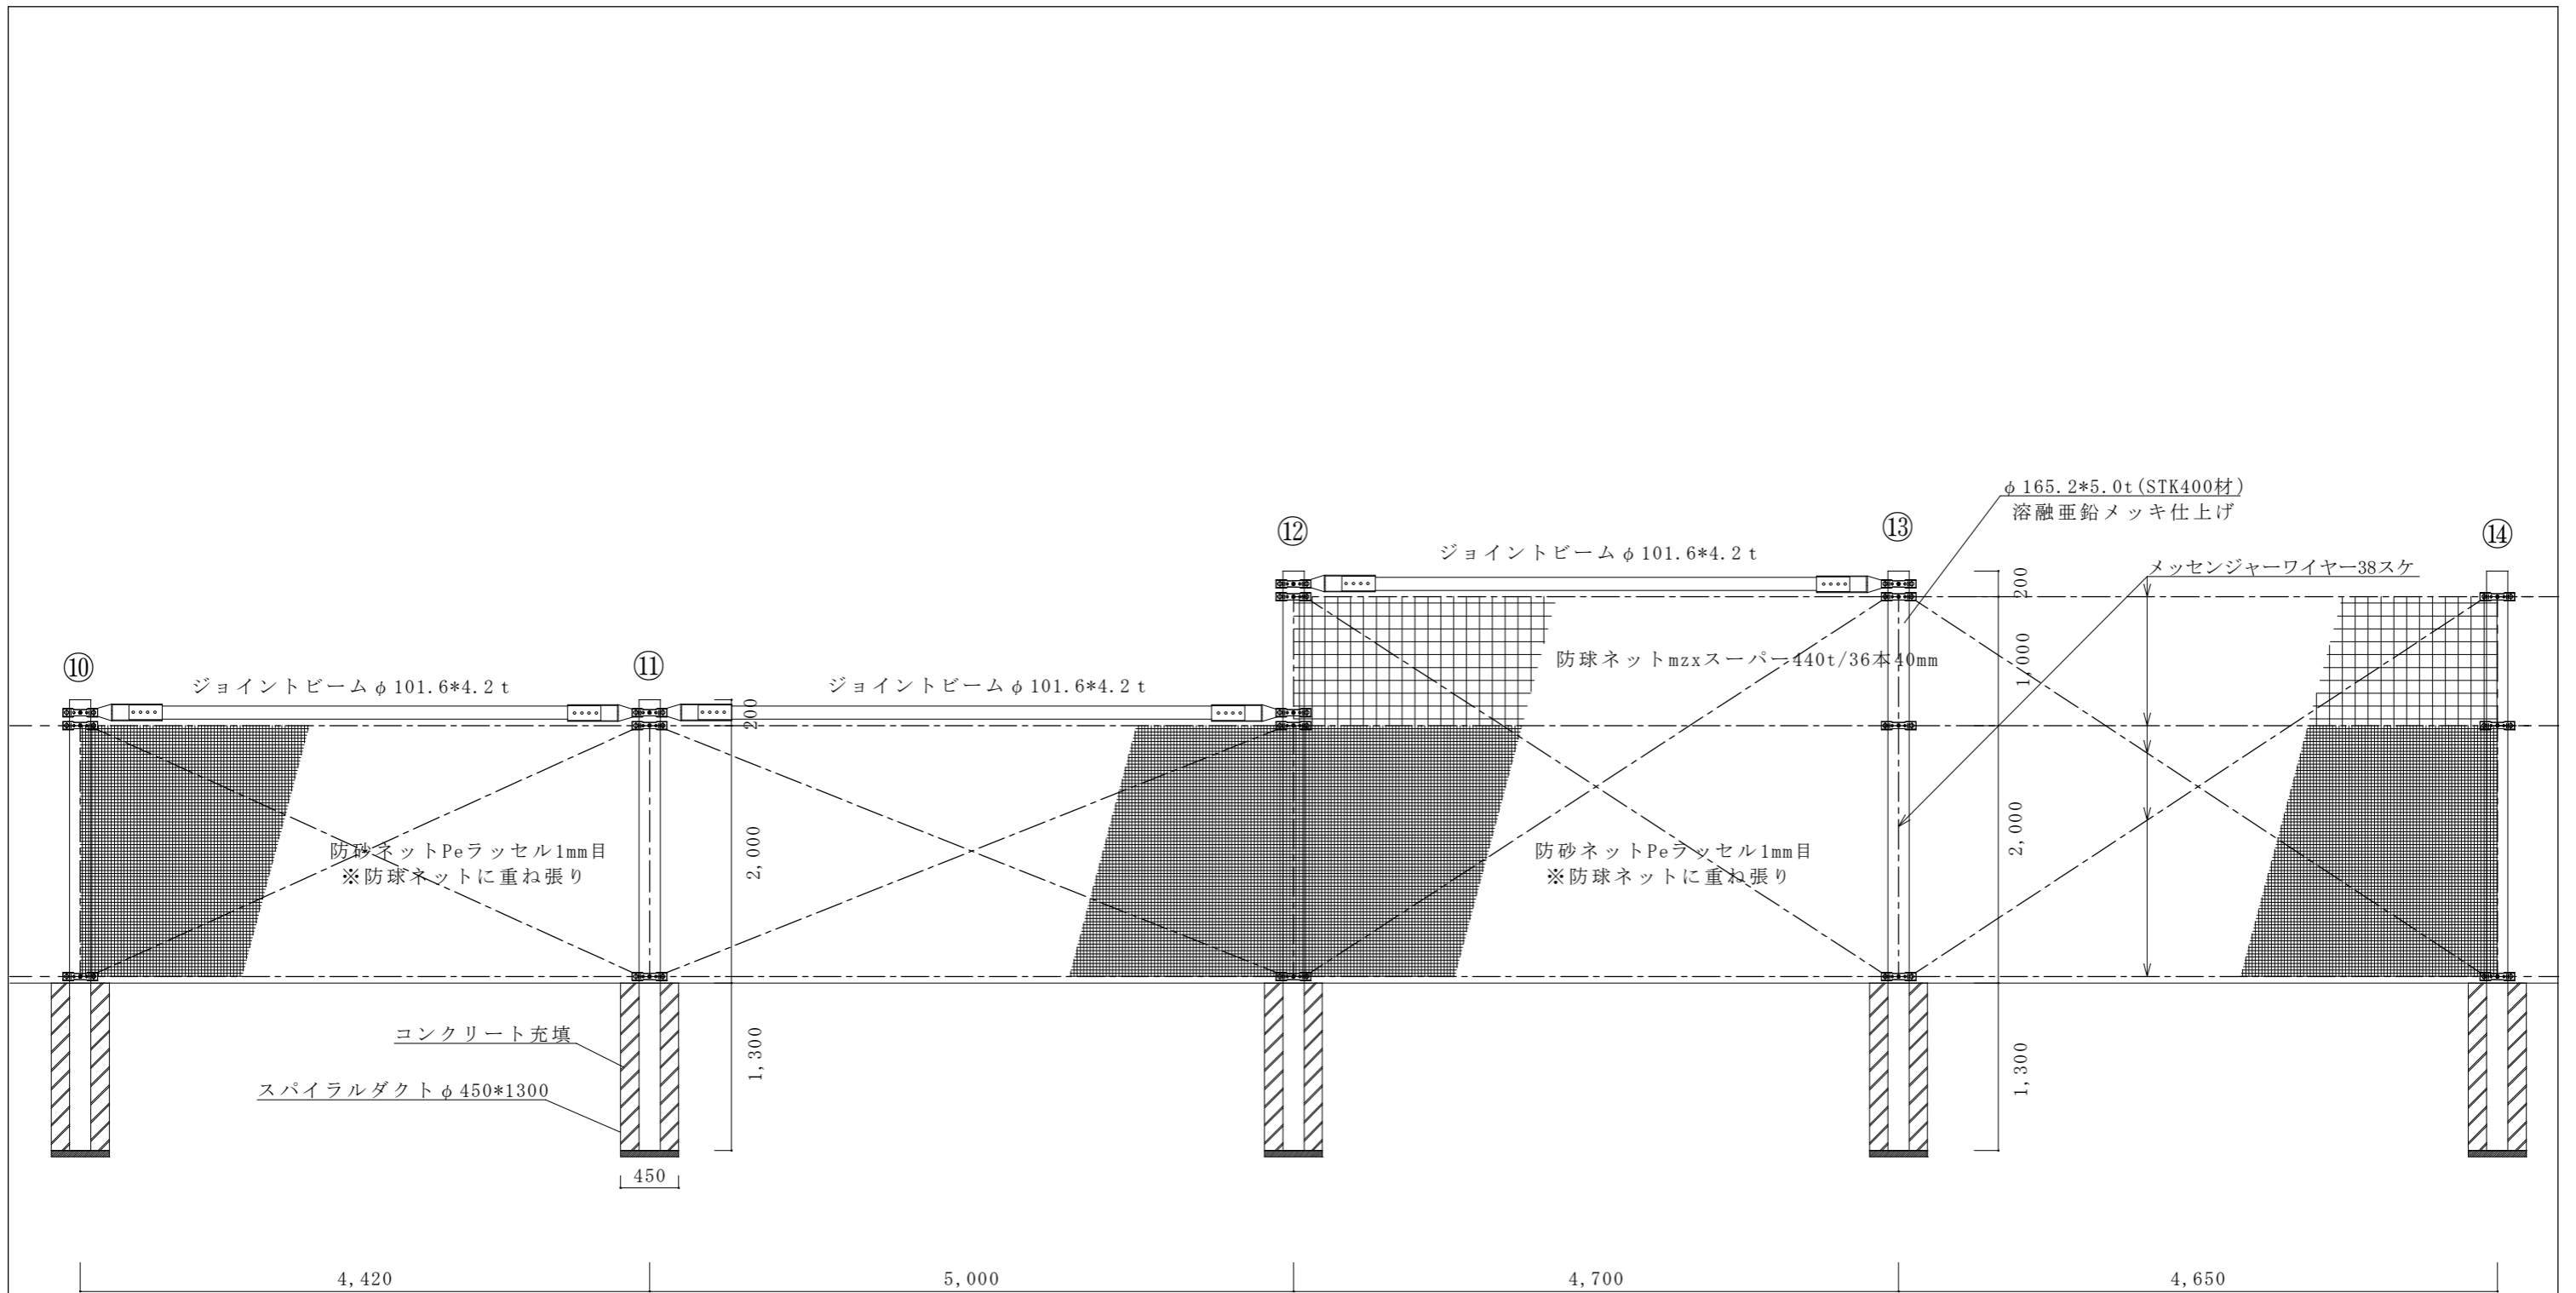 φ165.2*5.0t(STK400材)
溶融亜鉛メッキ仕上げ
⑫
⑬
⑭
ジョイントビームφ101.6*4.2t
メッセンジャーワイヤー38スケ
200
⑩
⑪
防球ネットmzxスーパー440t/36本40mm
1,000
ジョイントビームφ101.6*4.2t
ジョイントビームφ101.6*4.2t
200
2,000
2,000
防砂ネットPeラッセル1mm目
※防球ネットに重ね張り
防砂ネットPeラッセル1mm目
※防球ネットに重ね張り
コンクリート充填
1,300
1,300
スパイラルダクトφ450*1300
450
4,420
5,000
4,700
4,650